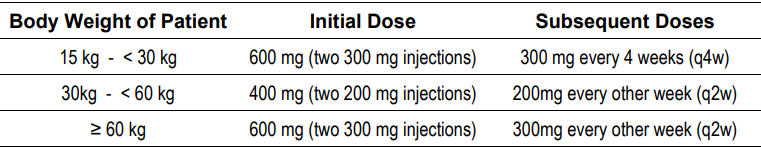 Body Weight of Patient Initial Dose Subsequent Doses
15 kg - < 30 kg 600 mg (two 300 mg injections) 300 mg every 4 weeks (q4w)
30kg - < 60 kg 400 mg (two 200 mg injections) 200mg every other week (q2w)
≥ 60 kg 600 mg (two 300 mg injections) 300mg every other week (q2w)